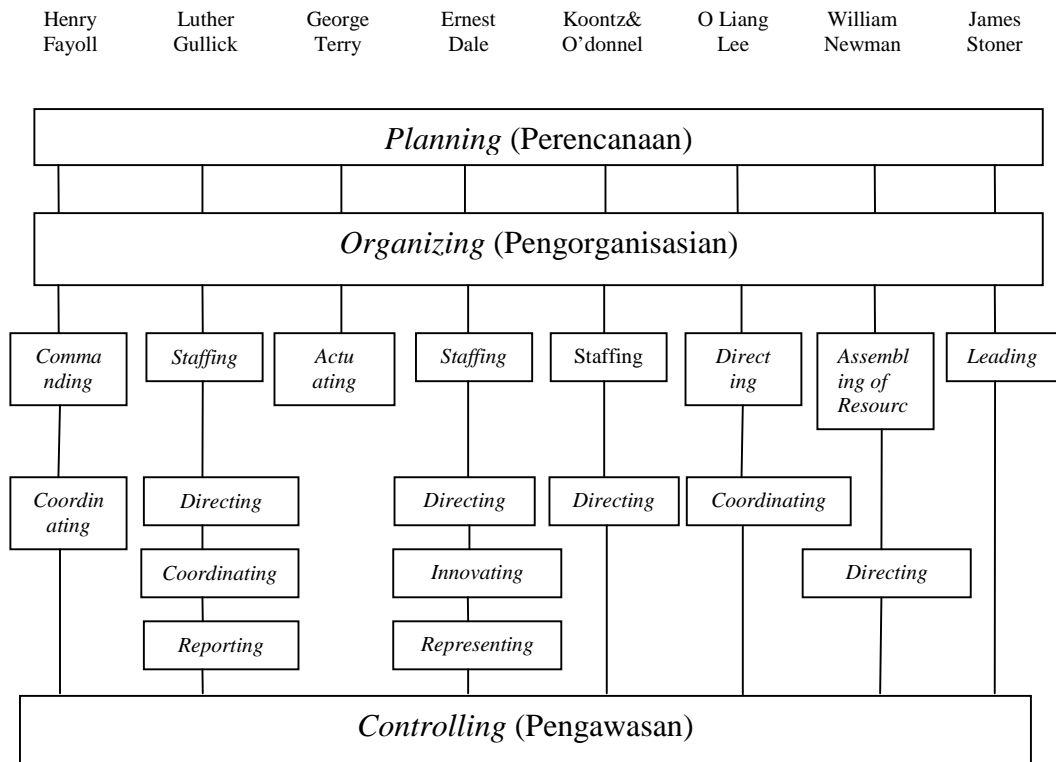 Henry
Fayoll
Luther
Gullick
George
Terry
Ernest
Dale
Koontz&
O'donnel
O Liang
Lee
William
Newman
James
Stoner
Planning (Perencanaan)
Organizing (Pengorganisasian)
Comma
nding
Staffing
Actu
ating
Staffing
Staffing
Direct
ing
Assembl
ing of
Resourc
Leading
Coordin
ating
Directing
Directing
Directing
Coordinating
Coordinating
Innovating
Directing
Reporting
Representing
Controlling (Pengawasan)